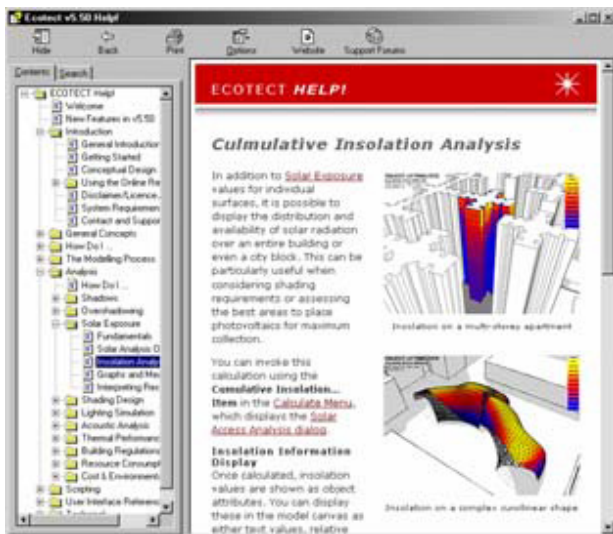 Ecotect v5.50 Help!
Hide Back Print Options Website Support Forums
Contents Search
ECOTECT Help!
Welcome
New Features in v5.50
Introduction
General Introduction
Getting Started
Conceptual Design
Using the Online Re
Disclaimer/Licence
System Requiremen
Contact and Suppor
General Concepts
How Do I ...
The Modelling Process
Analysis
How Do I ...
Shadows
Overshadowing
Solar Exposure
Fundamentals
Solar Analysis O
Insolation Analy
Graphs and Me
Interpreting Res
Shading Design
Lighting Simulation
Acoustic Analysis
Thermal Performanc
Building Regulations
Resource Consumpt
Cost & Environment
Scripting
User Interface Referenc
ECOTECT HELP!
Culmulative Insolation Analysis
In addition to Solar Exposure
values for individual
surfaces, it is possible to
display the distribution and
availability of solar radiation
over an entire building or
even a city block. This can be
particularly useful when
considering shading
requirements or assessing
the best areas to place
photovoltaics for maximum
collection.
Insolation on a multi-storey apartment
You can invoke this
calculation using the
Cumulative Insolation...
Item in the Calculate Menu,
which displays the Solar
Access Analysis dialog.
Insolation Information
Display
Once calculated, insolation
values are shown as object
attributes. You can display
these in the model canvas as
either text values, relative
Insolation on a complex curvilinear shape